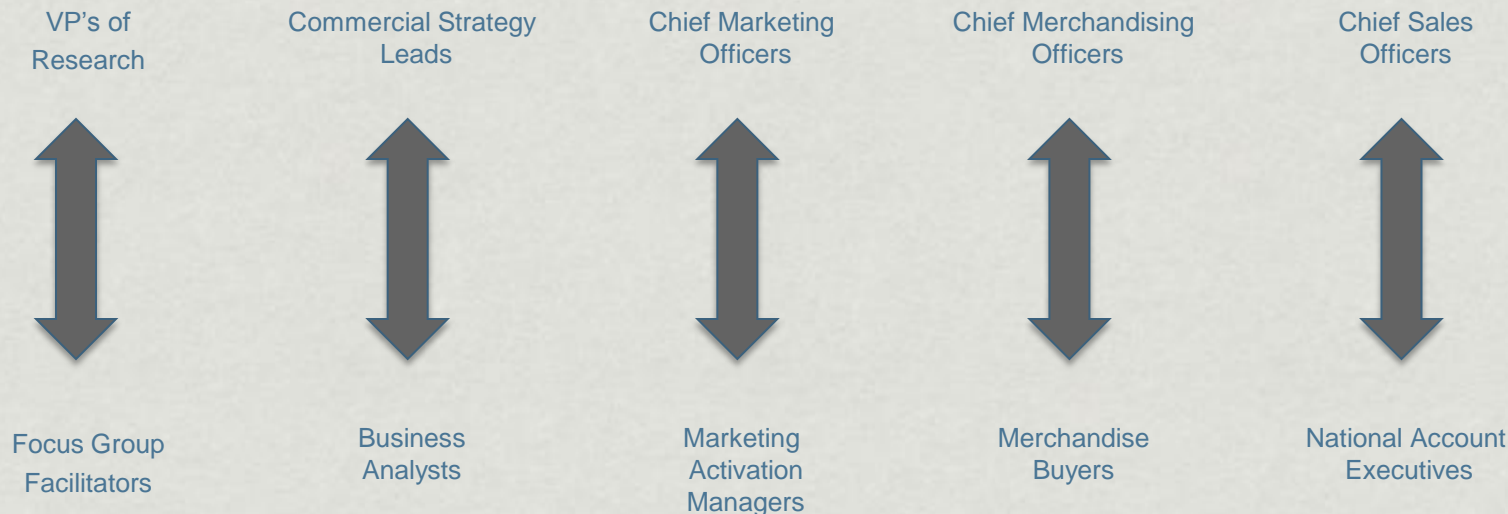 VP's of
Research
Commercial Strategy
Leads
Chief Marketing
Officers
Chief Merchandising
Officers
Chief Sales
Officers
Focus Group
Facilitators
Business
Analysts
Marketing
Activation
Managers
Merchandise
Buyers
National Account
Executives